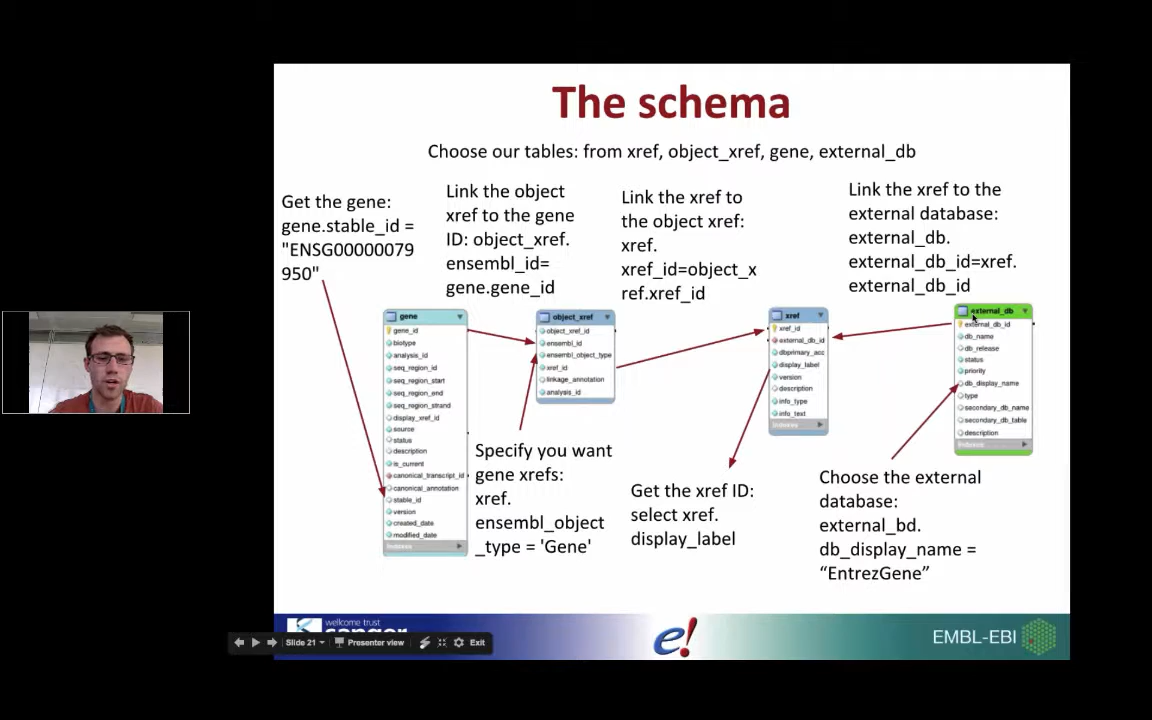 The schema
Choose our tables: from xref, object_xref, gene, external_db
Get the gene:
gene.stable_id =
"ENSG00000079
950"
Link the object
xref to the gene
ID: object_xref.
ensembl_id=
gene.gene_id
Link the xref to
the object xref:
xref.
xref_id=object_x
ref.xref_id
Link the xref to the
external database:
external_db.
external_db_id=xref.
external_db_id
gene
gene_id
biotype
analysis_id
seq_region_id
seq_region_start
seq_region_end
seq_region_strand
display_xref_id
source
status
description
is_current
canonical_transcript_id
canonical_annotation
stable_id
version
created_date
modified_date
Indexes
object_xref
object_xref_id
ensembl_id
ensembl_object_type
xref_id
linkage_annotation
analysis_id
xref
xref_id
external_db_id
dbprimary_acc
display_label
version
description
info_type
info_text
Indexes
external_db
external_db_id
db_name
db_release
status
priority
db_display_name
type
secondary_db_name
secondary_db_table
description
Indexes
Specify you want
gene xrefs:
xref.
ensembl_object
_type = 'Gene'
Get the xref ID:
select xref.
display_label
Choose the external
database:
external_bd.
db_display_name =
“EntrezGene”
wellcome trust
sanger
Slide 21
Presenter view
Exit
e!
EMBL-EBI